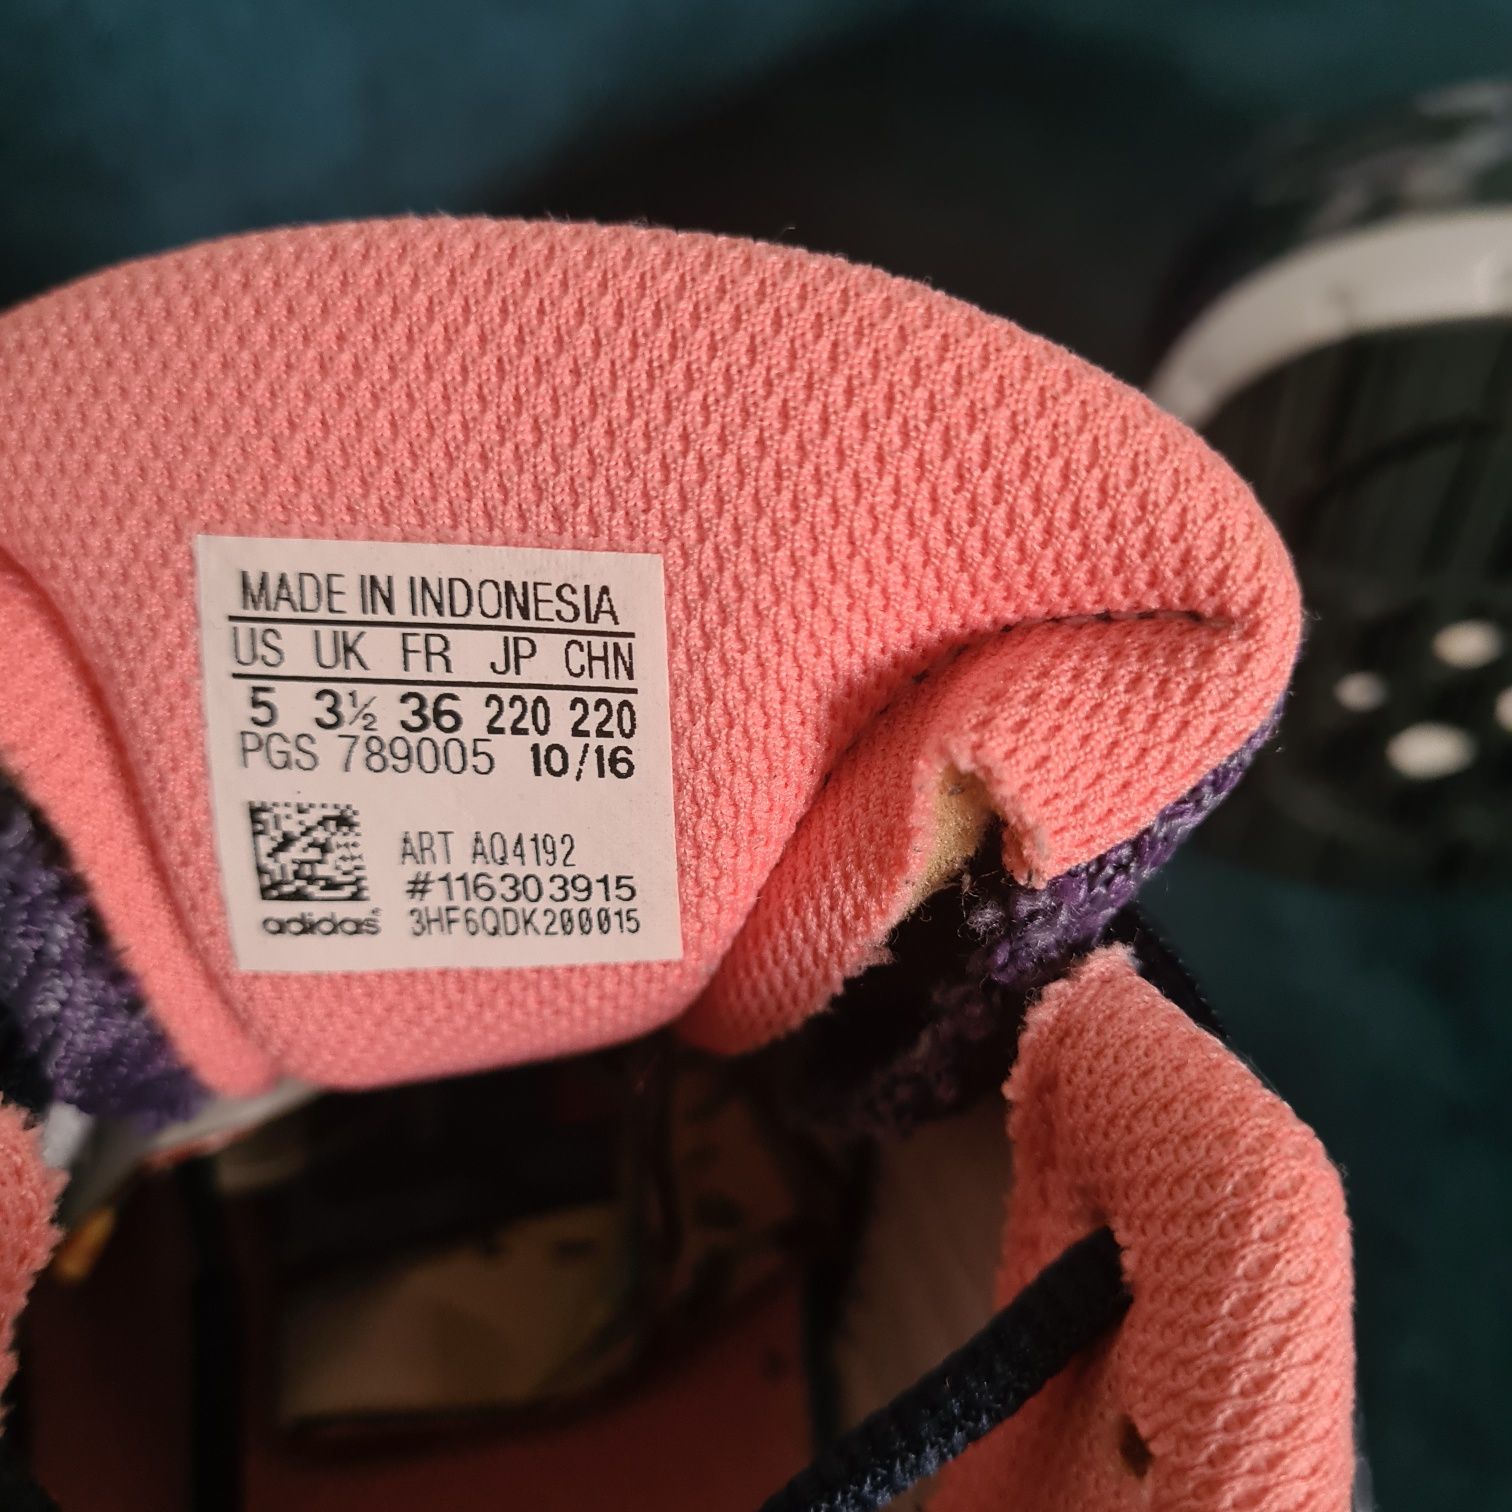 MADE IN INDONESIA
US UK FR JP CHN
5 3½ 36 220 220
PGS 789005 10/16
ART AQ4192
#116303915
adidas 3HF6QDK200015